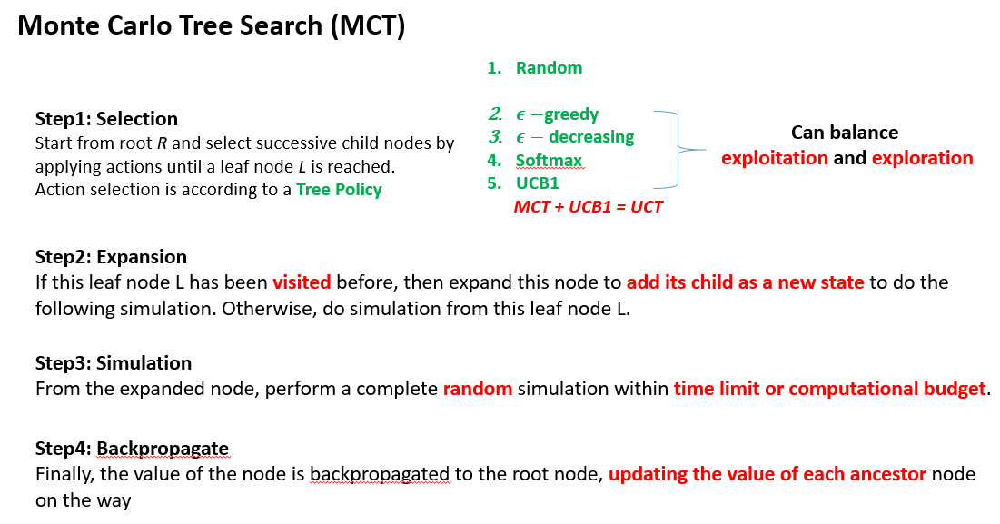 Monte Carlo Tree Search (MCT)
1. Random
Step1: Selection
Start from root R and select successive child nodes by
applying actions until a leaf node L is reached.
Action selection is according to a Tree Policy
2. ϵ −greedy
3. ϵ − decreasing
4. Softmax
5. UCB1
MCT + UCB1 = UCT
Can balance
exploitation and exploration
Step2: Expansion
If this leaf node L has been visited before, then expand this node to add its child as a new state to do the
following simulation. Otherwise, do simulation from this leaf node L.
Step3: Simulation
From the expanded node, perform a complete random simulation within time limit or computational budget.
Step4: Backpropagate
Finally, the value of the node is backpropagated to the root node, updating the value of each ancestor node
on the way